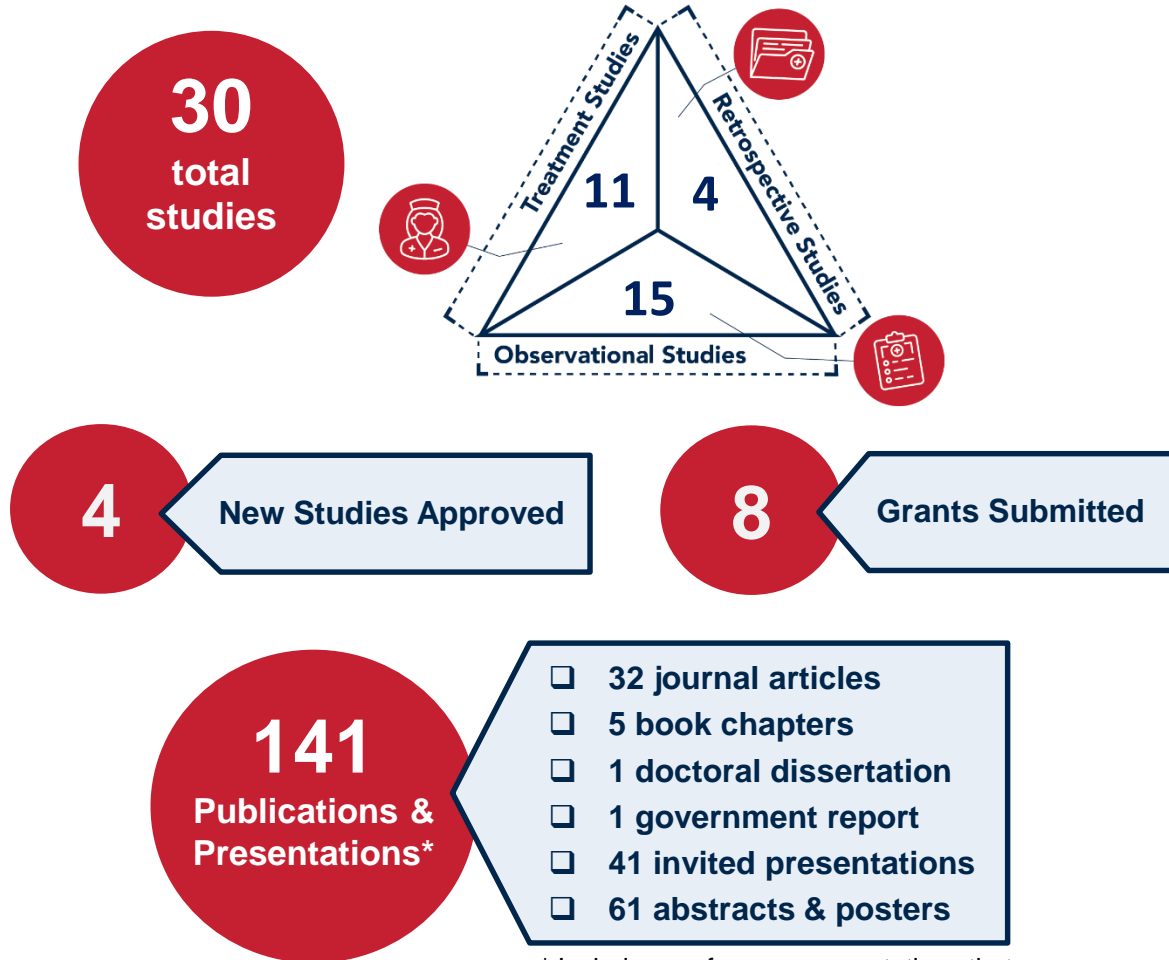 30
total
studies
Treatment Studies
Retrospective Studies
11
4
15
Observational Studies
4
New Studies Approved
8
Grants Submitted
141
Publications &
Presentations*
❑ 32 journal articles
❑ 5 book chapters
❑ 1 doctoral dissertation
❑ 1 government report
❑ 41 invited presentations
❑ 61 abstracts & posters